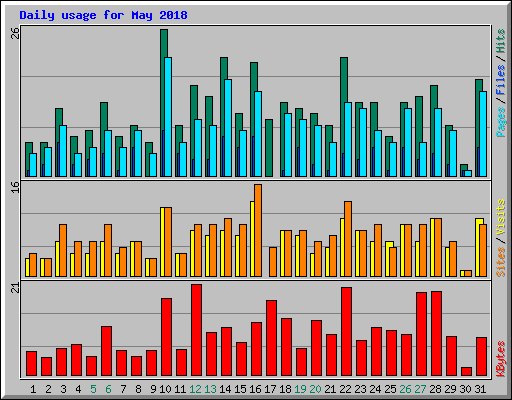 Daily usage for May 2018
26
Pages / Files / Hits
16
Sites / Visits
21
KBytes
1 2 3 4 5 6 7 8 9 10 11 12 13 14 15 16 17 18 19 20 21 22 23 24 25 26 27 28 29 30 31